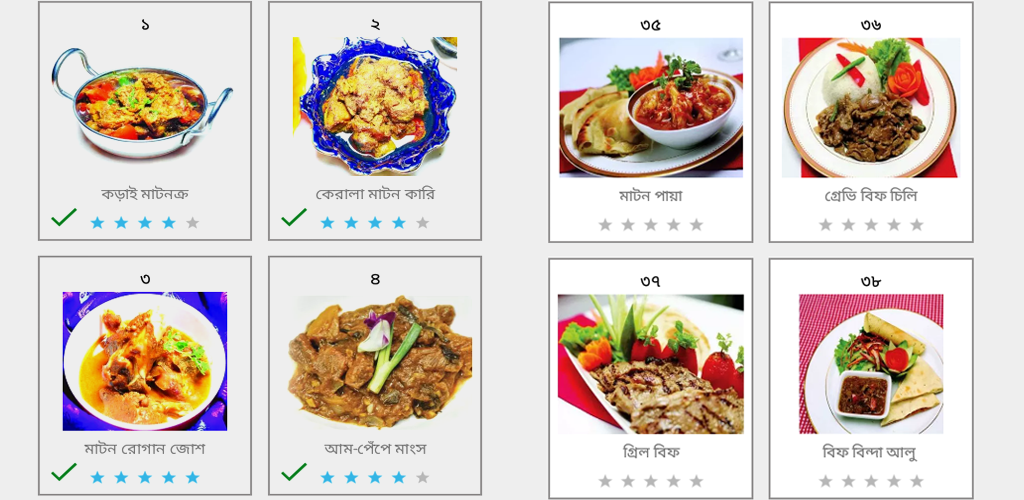 ১
২
৩৫
৩৬
কড়াই মাটনক্র
কেরালা মাটন কারি
মাটন পায়া
গ্রেভি বিফ চিলি
৩
৪
৩৭
৩৮
মাটন রোগান জোশ
আম-পেঁপে মাংস
গ্রিল বিফ
বিফ বিন্দা আলু